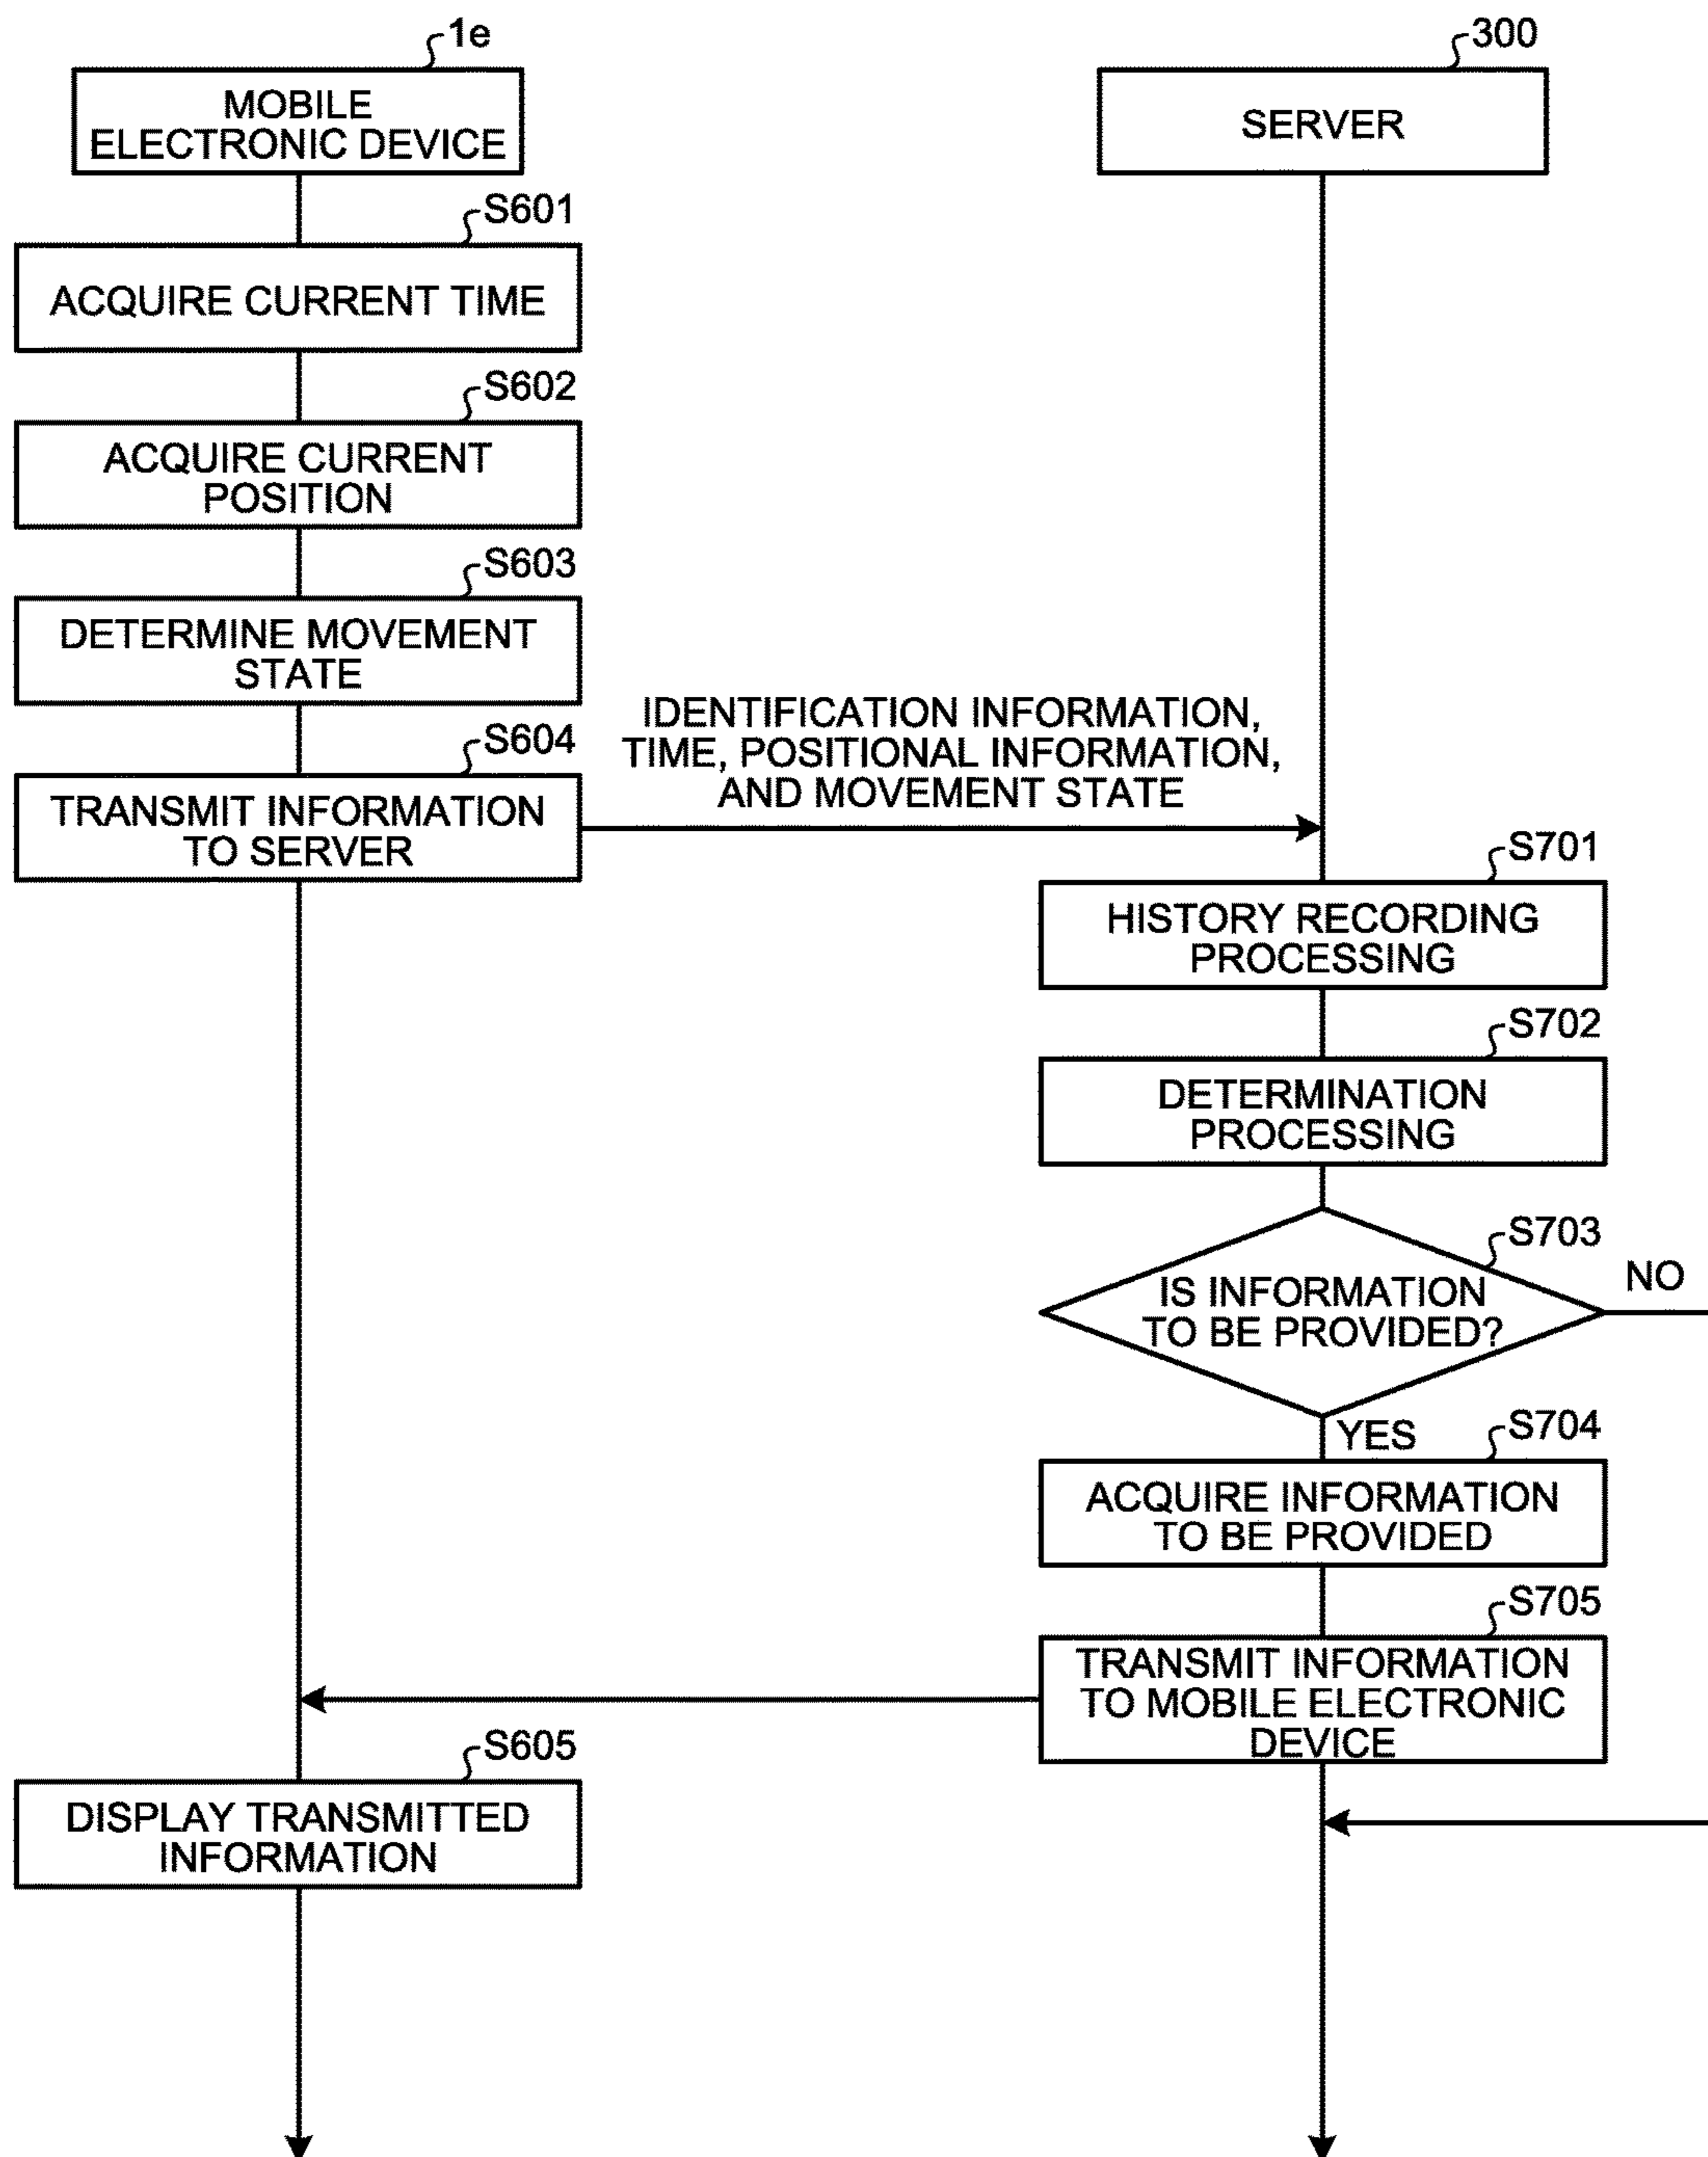 1e
MOBILE
ELECTRONIC DEVICE
300
SERVER
S601
ACQUIRE CURRENT TIME
S602
ACQUIRE CURRENT
POSITION
S603
DETERMINE MOVEMENT
STATE
S604
TRANSMIT INFORMATION
TO SERVER
IDENTIFICATION INFORMATION,
TIME, POSITIONAL INFORMATION,
AND MOVEMENT STATE
S701
HISTORY RECORDING
PROCESSING
S702
DETERMINATION
PROCESSING
S703
IS INFORMATION
TO BE PROVIDED?
NO
YES
S704
ACQUIRE INFORMATION
TO BE PROVIDED
S705
TRANSMIT INFORMATION
TO MOBILE ELECTRONIC
DEVICE
S605
DISPLAY TRANSMITTED
INFORMATION